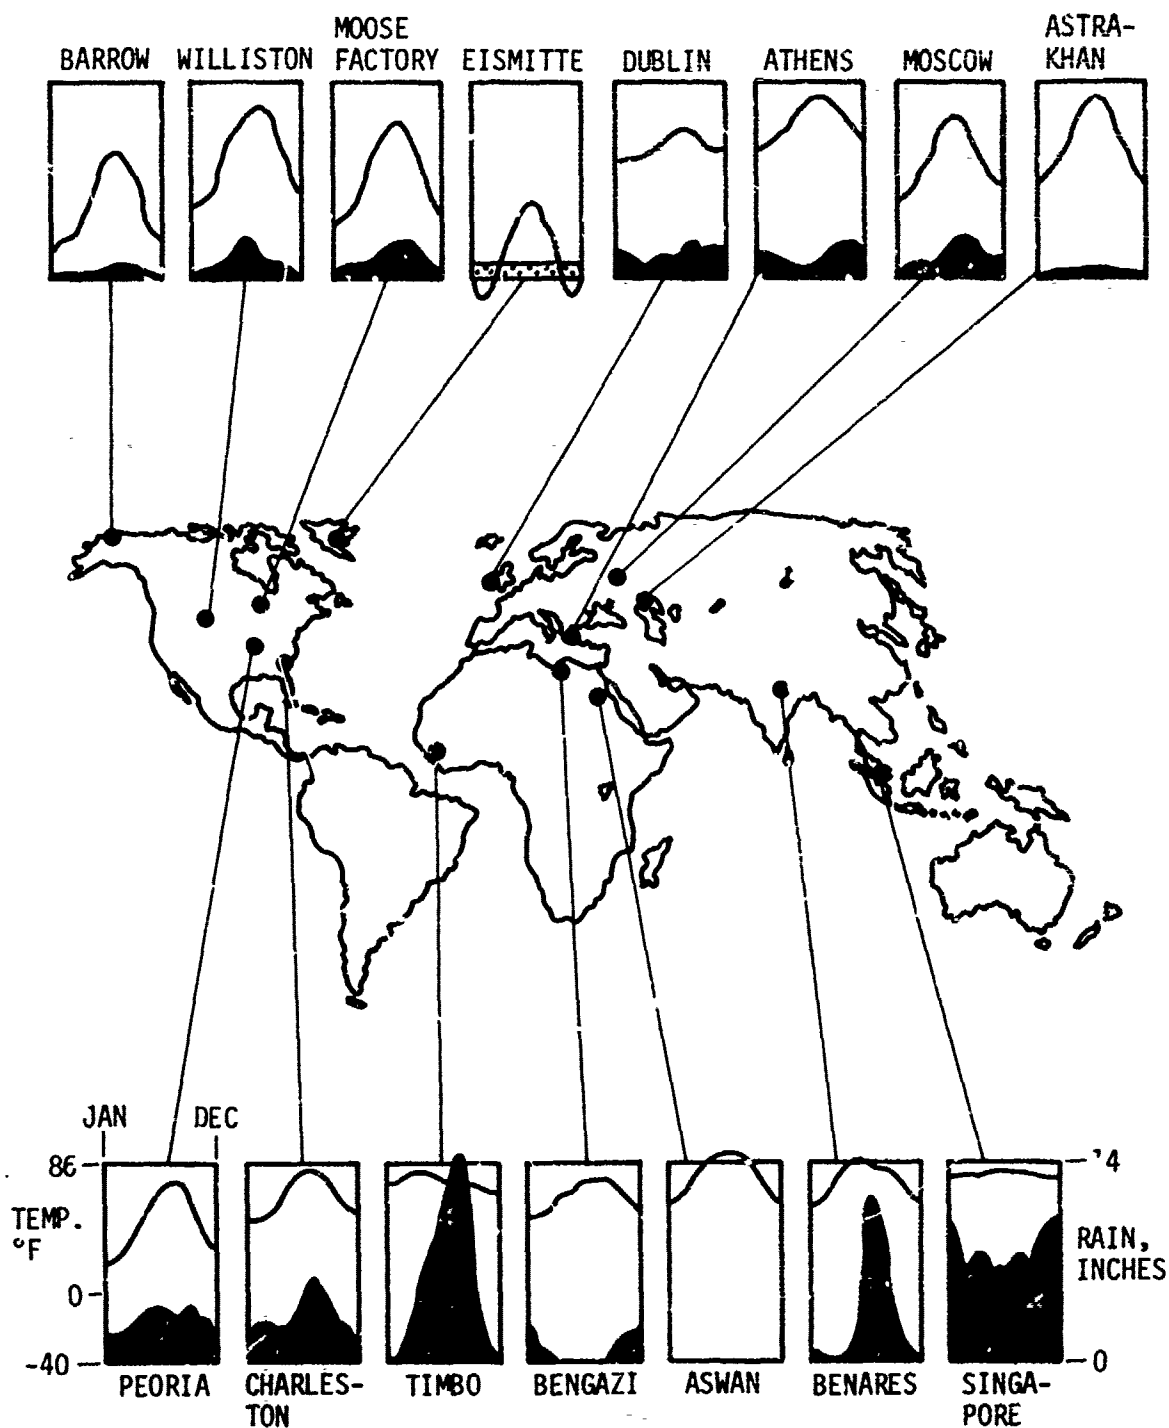 BARROW
WILLISTON
MOOSE
FACTORY
EISMITTE
DUBLIN
ATHENS
MOSCOW
ASTRA-
KHAN
JAN
DEC
86
TEMP.
°F
0
-40
'4
RAIN,
INCHES
0
PEORIA
CHARLES-
TON
TIMBO
BENGAZI
ASWAN
BENARES
SINGA-
PORE